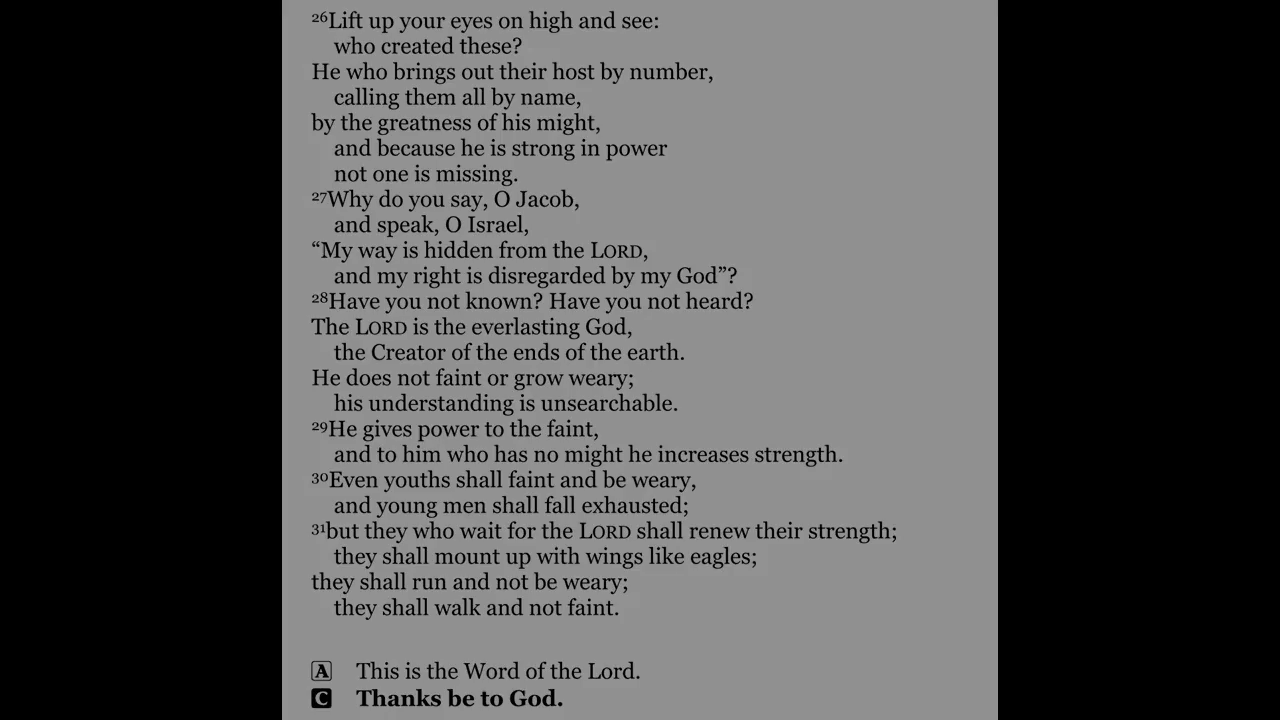 26Lift up your eyes on high and see:
who created these?
He who brings out their host by number,
calling them all by name,
by the greatness of his might,
and because he is strong in power
not one is missing.
27Why do you say, O Jacob,
and speak, O Israel,
“My way is hidden from the LORD,
and my right is disregarded by my God”?
28Have you not known? Have you not heard?
The LORD is the everlasting God,
the Creator of the ends of the earth.
He does not faint or grow weary;
his understanding is unsearchable.
29He gives power to the faint,
and to him who has no might he increases strength.
30Even youths shall faint and be weary,
and young men shall fall exhausted;
31but they who wait for the LORD shall renew their strength;
they shall mount up with wings like eagles;
they shall run and not be weary;
they shall walk and not faint.
A This is the Word of the Lord.
C Thanks be to God.